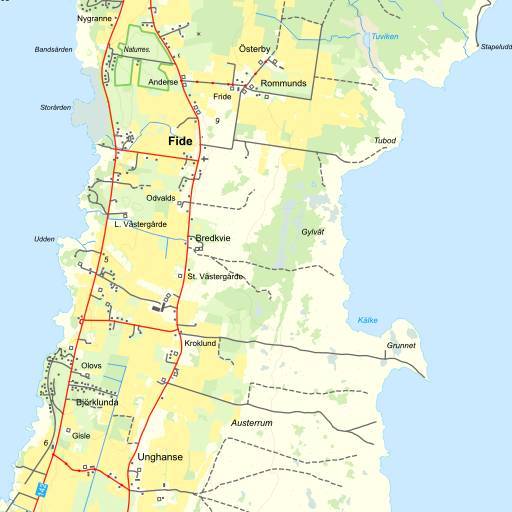 Nygranne
Tuviken
Stapeludd
Bandsården
Naturres.
Österby
Anderse
Rommunds
Fride
Storården
9
Fide
Tubod
Odvalds
L. Västergårde
Udden
Bredkvie
Gylvät
5
St. Västergårde
Kälke
Kroklund
Grunnet
Olovs
Björklunda
Austerrum
Gisle
6
Unghanse
142